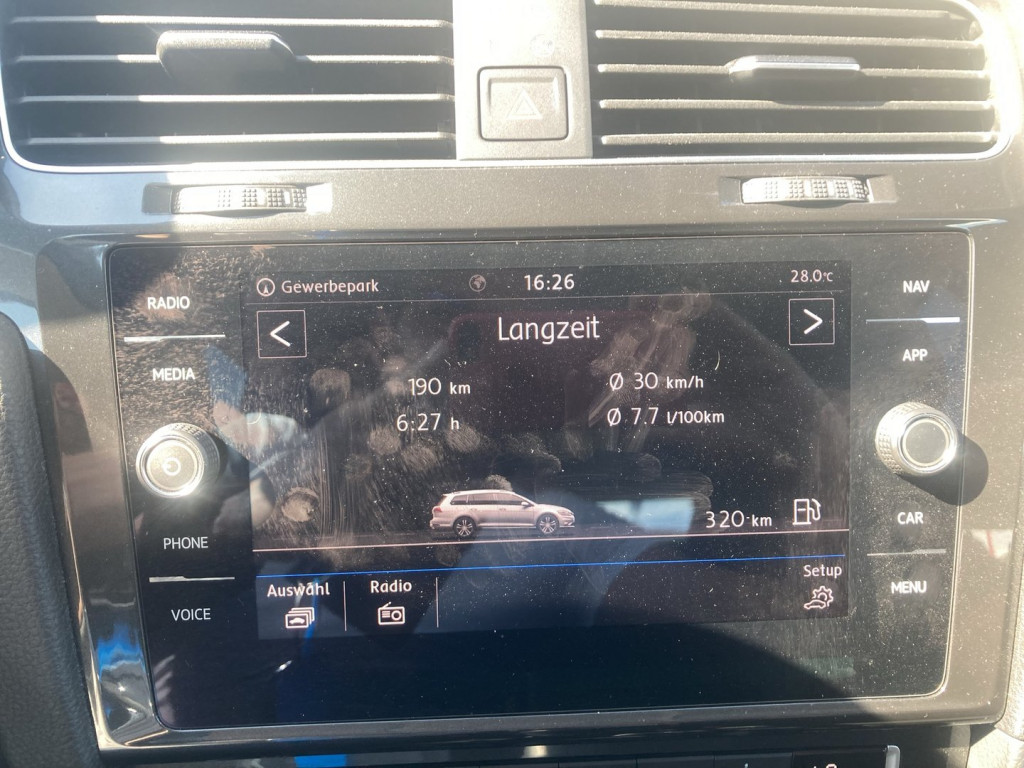 Gewerbepark 16:26 28.0°C
RADIO
NAV
< Langzeit >
MEDIA
APP
190 km Ø 30 km/h
6:27 h Ø 7.7 l/100km
320 km
PHONE
CAR
Setup
Auswahl Radio
VOICE
MENU